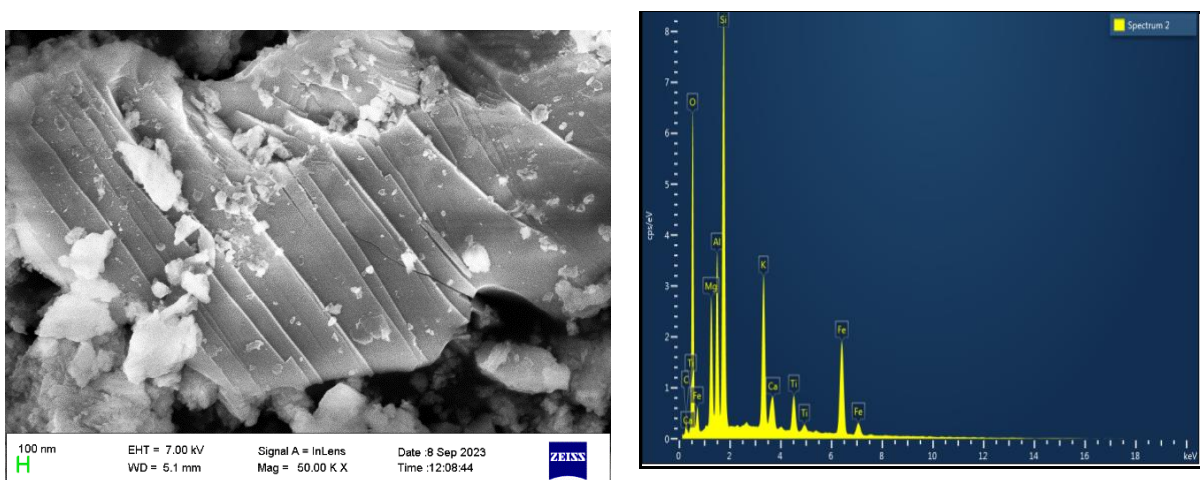 100 nm
EHT = 7.00 kV
Signal A = InLens
Date :8 Sep 2023
WD = 5.1 mm
Mag = 50.00 K X
Time :12:08:44
ZEISS
Spectrum 2
cps/eV
8
7
6
5
4
3
2
1
0
Si
O
Al
Mg
K
Fe
Ti
C
Fe
Ca
Ca
Ti
Ti
Fe
0
2
4
6
8
10
12
14
16
18
keV